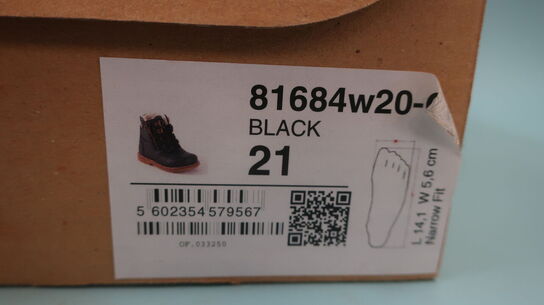 81684w20-
BLACK
21
5 602354 579567
OF.033250
L 14,1 W 5,6 cm
Narrow Fit